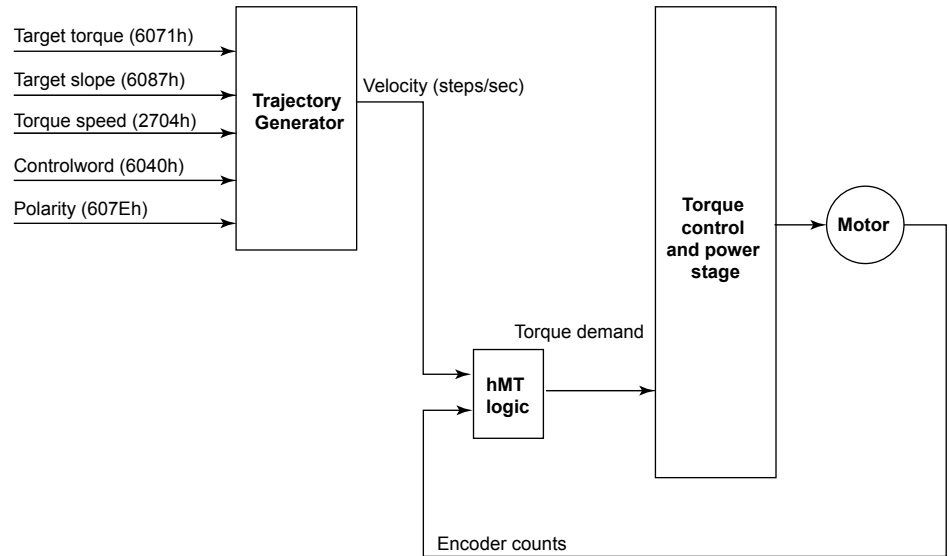 Target torque (6071h)
Target slope (6087h)
Torque speed (2704h)
Controlword (6040h)
Polarity (607Eh)
Trajectory
Generator
Velocity (steps/sec)
Torque
control
and power
stage
Motor
Torque demand
hMT
logic
Encoder counts